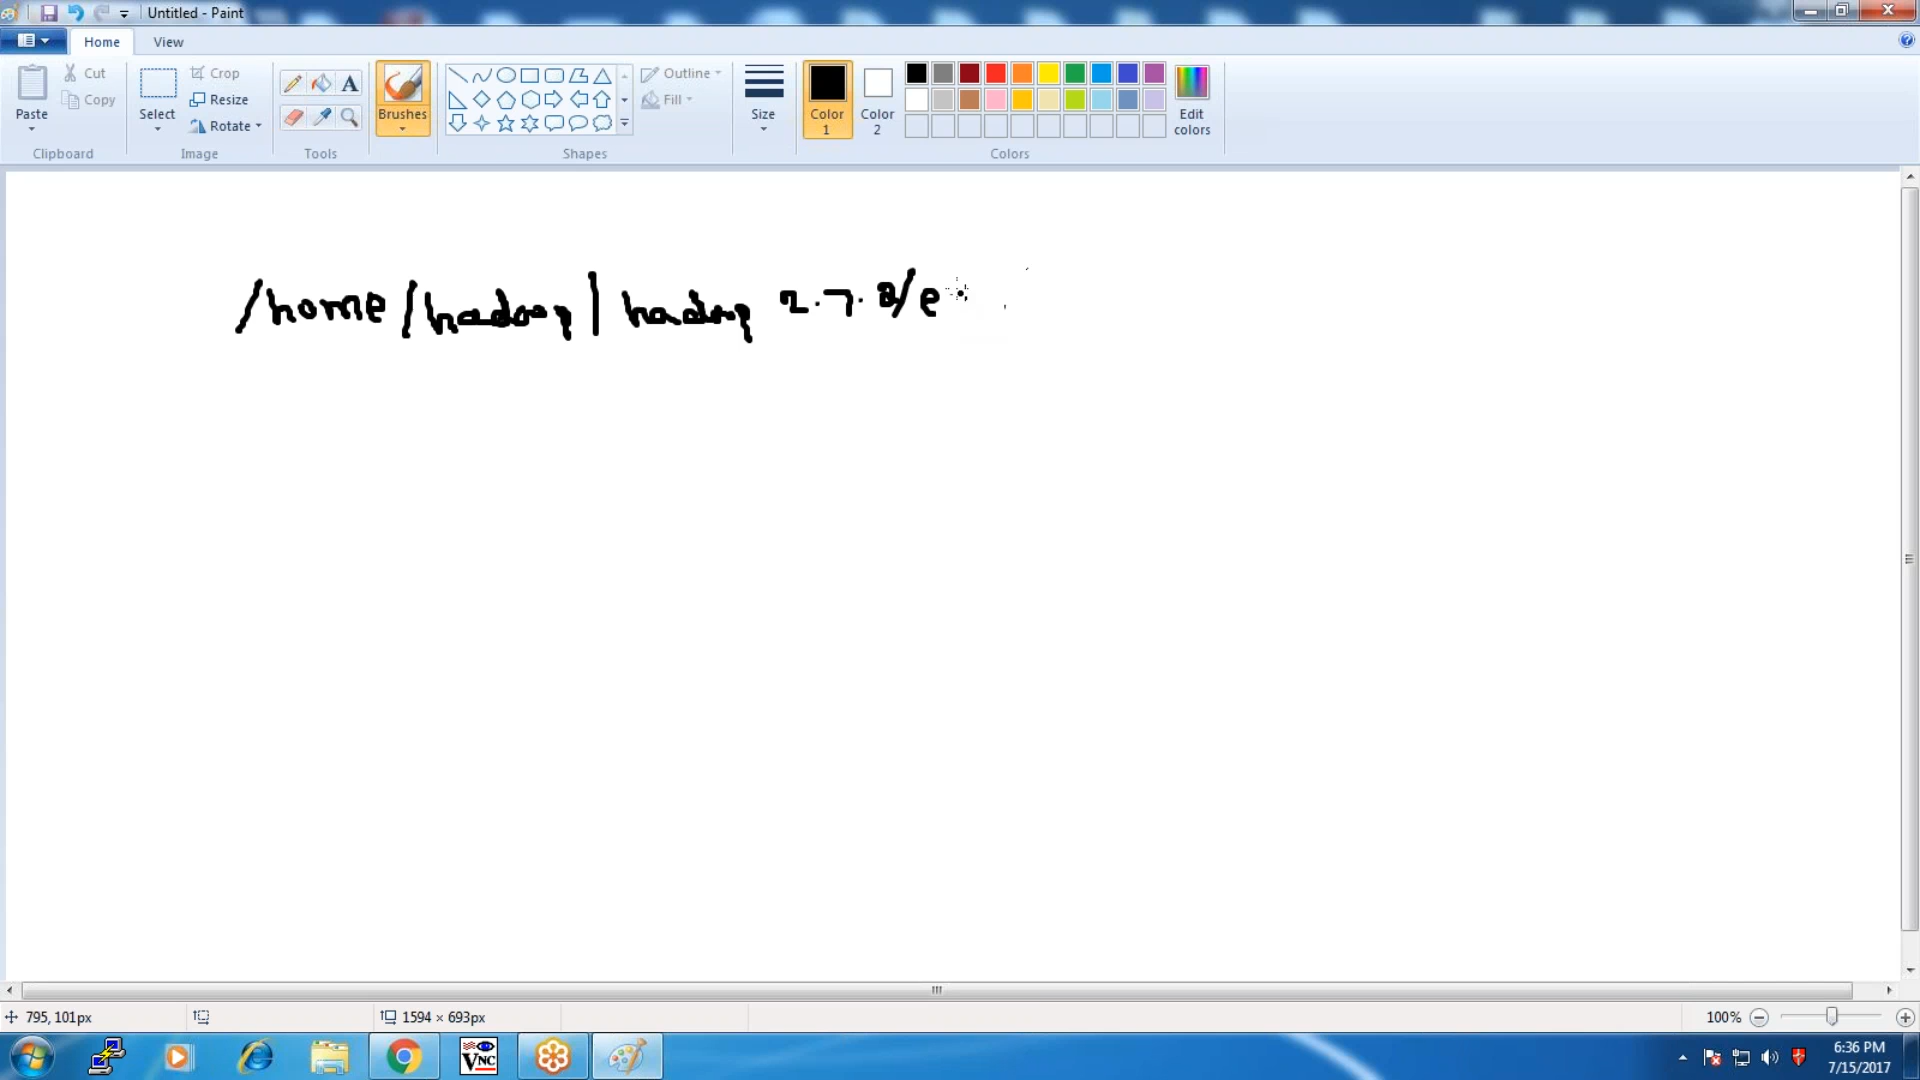 Untitled - Paint
Home View
Paste
Cut
Copy
Clipboard
Select
Crop
Resize
Rotate
Image
Tools
Brushes
Shapes
Outline
Fill
Size
Color 1
Color 2
Edit colors
Colors
/home/hadoop/hadoop 2.7.2/e
795, 101px
1594 × 693px
100%
VNC
6:36 PM
7/15/2017